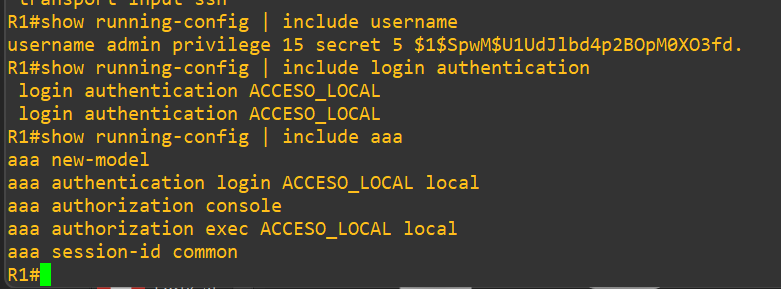 transport input ssh
R1#show running-config | include username
username admin privilege 15 secret 5 $1$SpwM$U1UdJlbd4p2BOpM0XO3fd.
R1#show running-config | include login authentication
 login authentication ACCESO_LOCAL
 login authentication ACCESO_LOCAL
R1#show running-config | include aaa
aaa new-model
aaa authentication login ACCESO_LOCAL local
aaa authorization console
aaa authorization exec ACCESO_LOCAL local
aaa session-id common
R1#